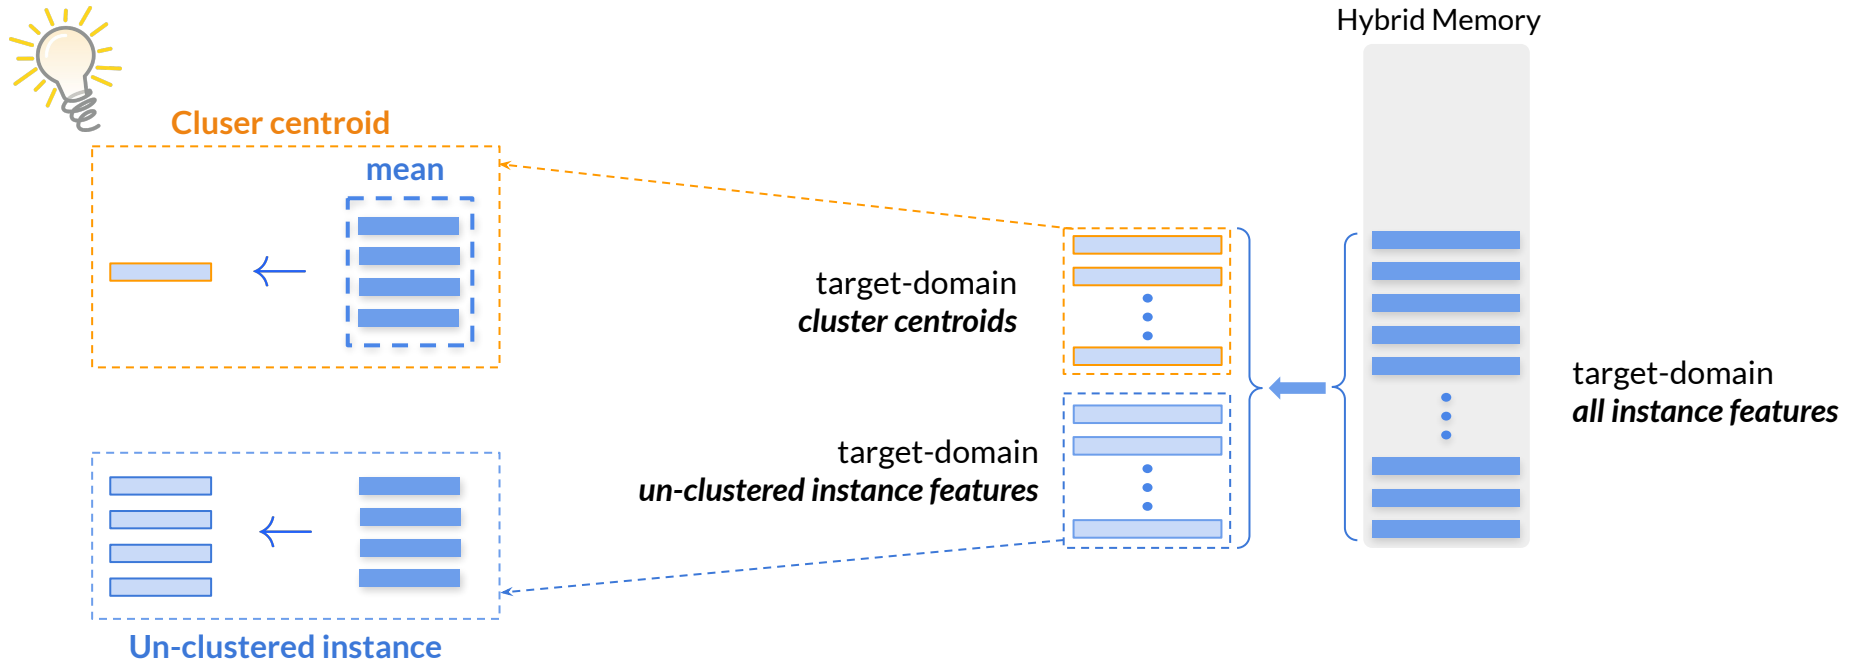 Hybrid Memory
Cluser centroid
mean
target-domain
cluster centroids
target-domain
all instance features
target-domain
un-clustered instance features
Un-clustered instance